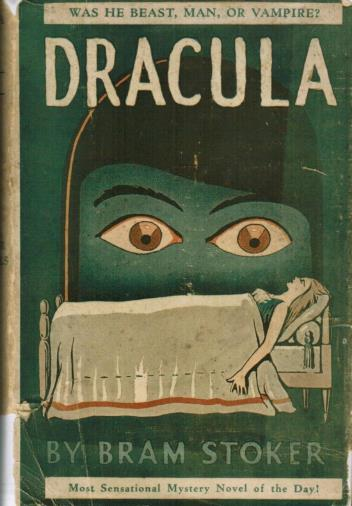 WAS HE BEAST, MAN, OR VAMPIRE?
DRACULA
BY BRAM STOKER
Most Sensational Mystery Novel of the Day!